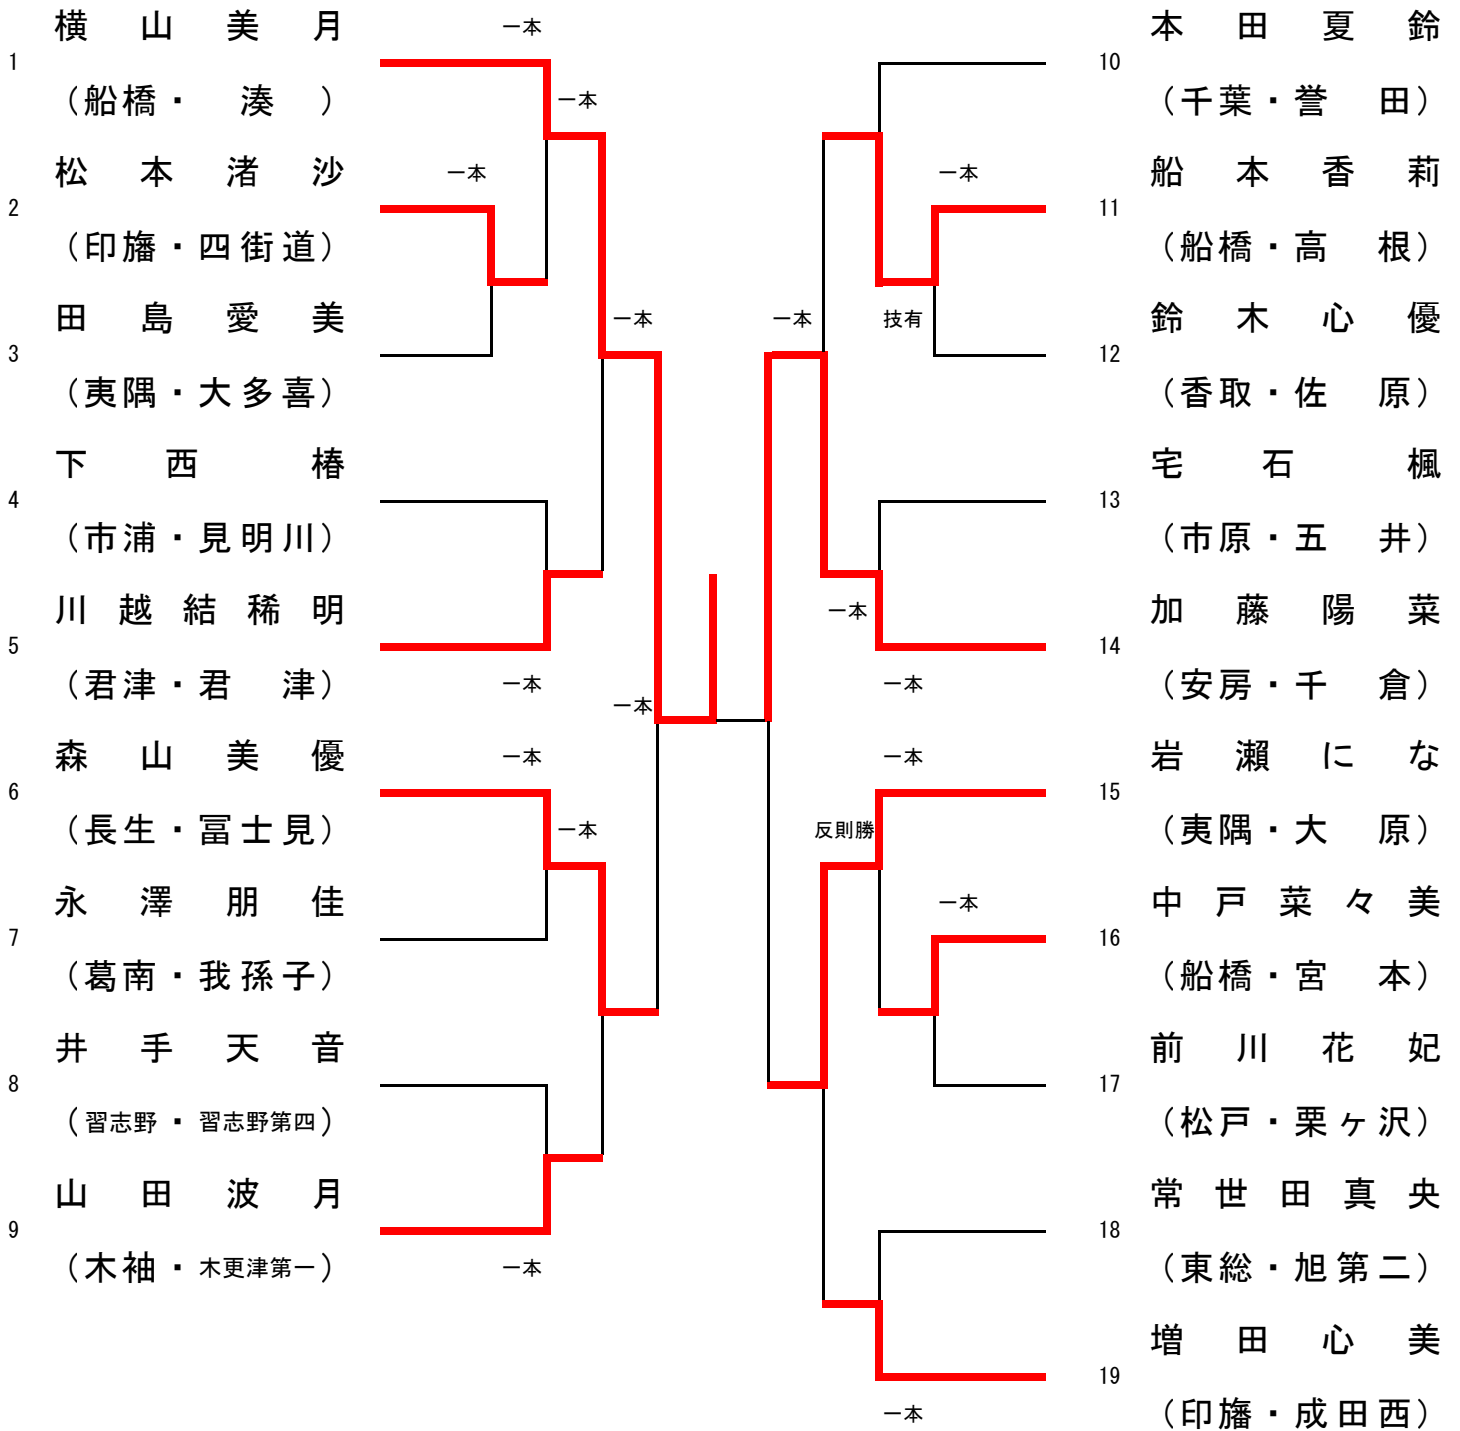 横山美月
1
（船橋・湊）
松本渚沙
2
（印旛・四街道）
田島愛美
3
（夷隅・大多喜）
下西椿
4
（市浦・見明川）
川越結稀明
5
（君津・君津）
森山美優
6
（長生・冨士見）
永澤朋佳
7
（葛南・我孫子）
井手天音
8
（習志野・習志野第四）
山田波月
9
（木袖・木更津第一）
一本
一本
一本
一本
一本
一本
一本
一本
一本
一本
技有
一本
一本
一本
一本
一本
反則勝
一本
一本
本田夏鈴
10
（千葉・誉田）
船本香莉
11
（船橋・高根）
鈴木心優
12
（香取・佐原）
宅石楓
13
（市原・五井）
加藤陽菜
14
（安房・千倉）
岩瀬にな
15
（夷隅・大原）
中戸菜々美
16
（船橋・宮本）
前川花妃
17
（松戸・栗ヶ沢）
常世田真央
18
（東総・旭第二）
増田心美
19
（印旛・成田西）